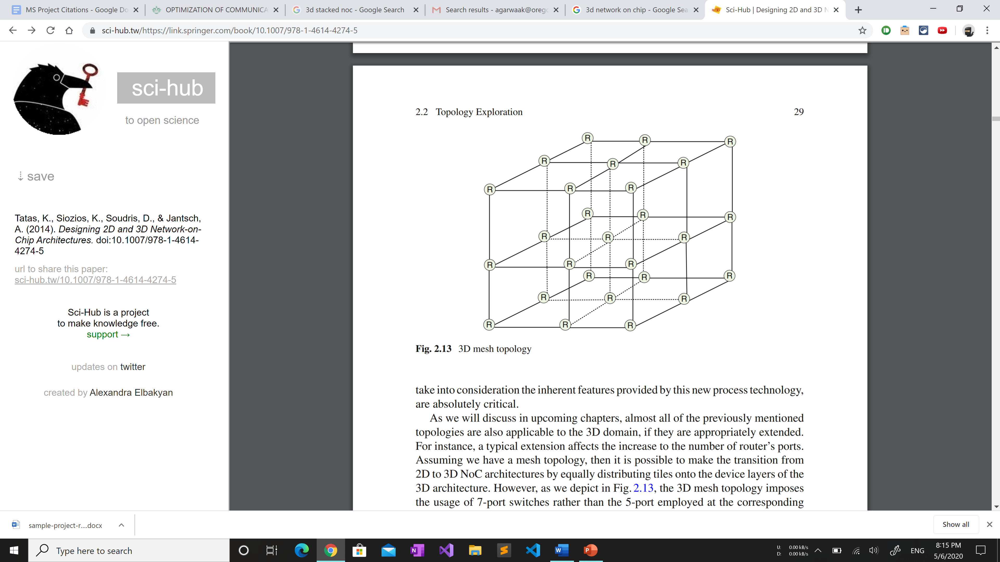 MS Project Citations - Google Do
OPTIMIZATION OF COMMUNICA
3d stacked noc - Google Search
Search results - agarwaak@orego
3d network on chip - Google Sea
Sci-Hub | Designing 2D and 3D N
sci-hub.tw/https://link.springer.com/book/10.1007/978-1-4614-4274-5
sci-hub
to open science
⇣ save
Tatas, K., Siozios, K., Soudris, D., & Jantsch,
A. (2014). Designing 2D and 3D Network-on-
Chip Architectures. doi:10.1007/978-1-4614-
4274-5
url to share this paper:
sci-hub.tw/10.1007/978-1-4614-4274-5
Sci-Hub is a project
to make knowledge free.
support →
updates on twitter
created by Alexandra Elbakyan
2.2 Topology Exploration 29
R R R
R R R
R R R
R R R
R R R
R R R
R R R
R R R
R R R
Fig. 2.13 3D mesh topology
take into consideration the inherent features provided by this new process technology,
are absolutely critical.
As we will discuss in upcoming chapters, almost all of the previously mentioned
topologies are also applicable to the 3D domain, if they are appropriately extended.
For instance, a typical extension affects the increase to the number of router’s ports.
Assuming we have a mesh topology, then it is possible to make the transition from
2D to 3D NoC architectures by equally distributing tiles onto the device layers of the
3D architecture. However, as we depict in Fig. 2.13, the 3D mesh topology imposes
the usage of 7-port switches rather than the 5-port employed at the corresponding
sample-project-r....docx
Show all
Type here to search
U: 0.00 kB/s
D: 0.00 kB/s
ENG
8:15 PM
5/6/2020